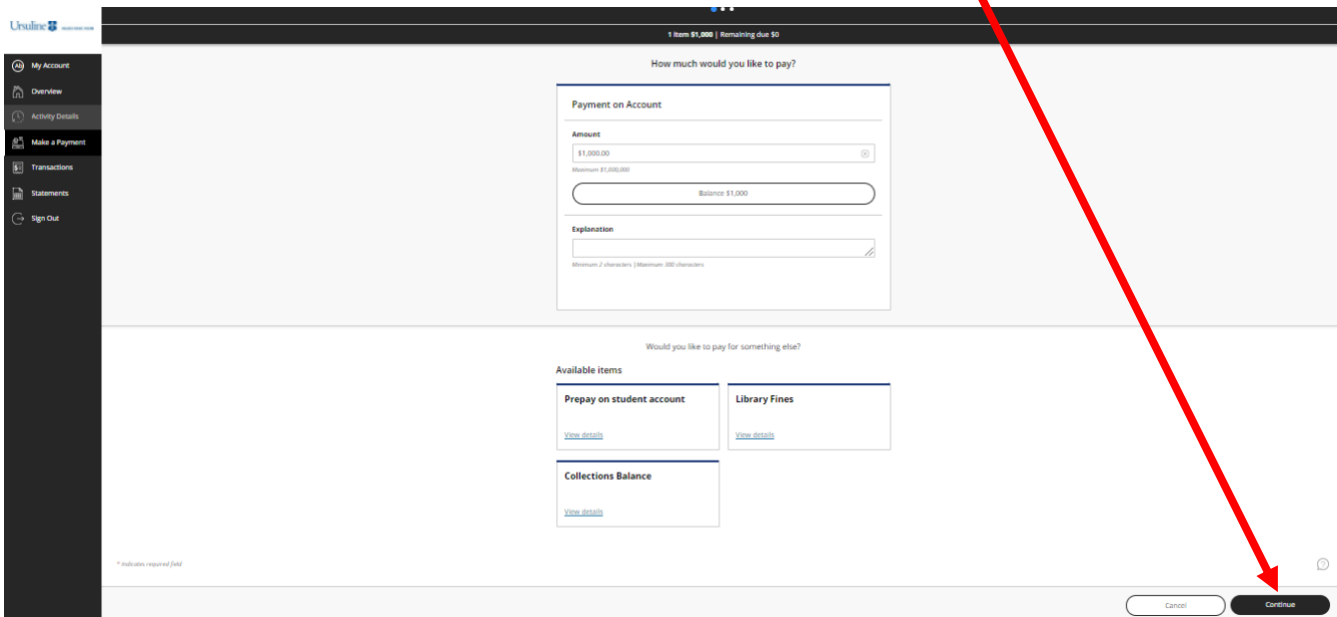 Ursuline
1 item $1,000 | Remaining due $0
My Account
Overview
Activity Details
Make a Payment
Transactions
Statements
Sign Out
How much would you like to pay?
Payment on Account
Amount
$1,000.00
Maximum $1,000,000
Balance $1,000
Explanation
Minimum 2 characters | Maximum 300 characters
Would you like to pay for something else?
Available items
Prepay on student account
View details
Library Fines
View details
Collections Balance
View details
* Indicates required field
Cancel
Continue